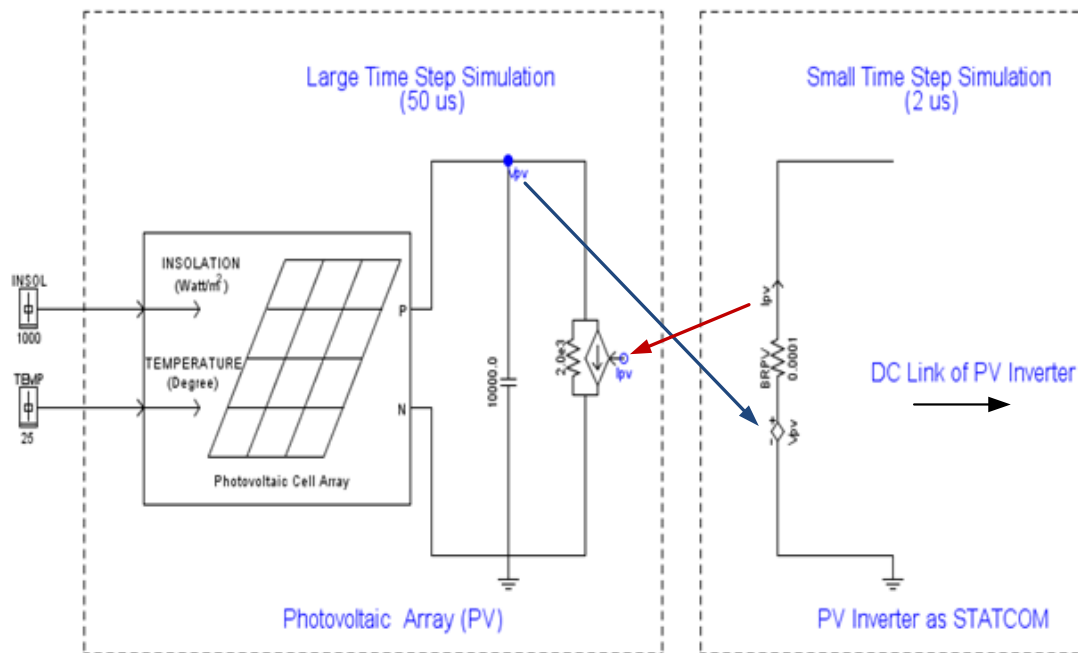 Large Time Step Simulation
(50 us)
Small Time Step Simulation
(2 us)
Vpv
INSOLATION
(Watt/m²)
INSOL
1000
P
TEMPERATURE
(Degree)
TEMP
25
N
Photovoltaic Cell Array
10000.0
2.0e3
Ipv
Ipv
BRPV
0.0001
+
-
Vpv
DC Link of PV Inverter
Photovoltaic Array (PV)
PV Inverter as STATCOM